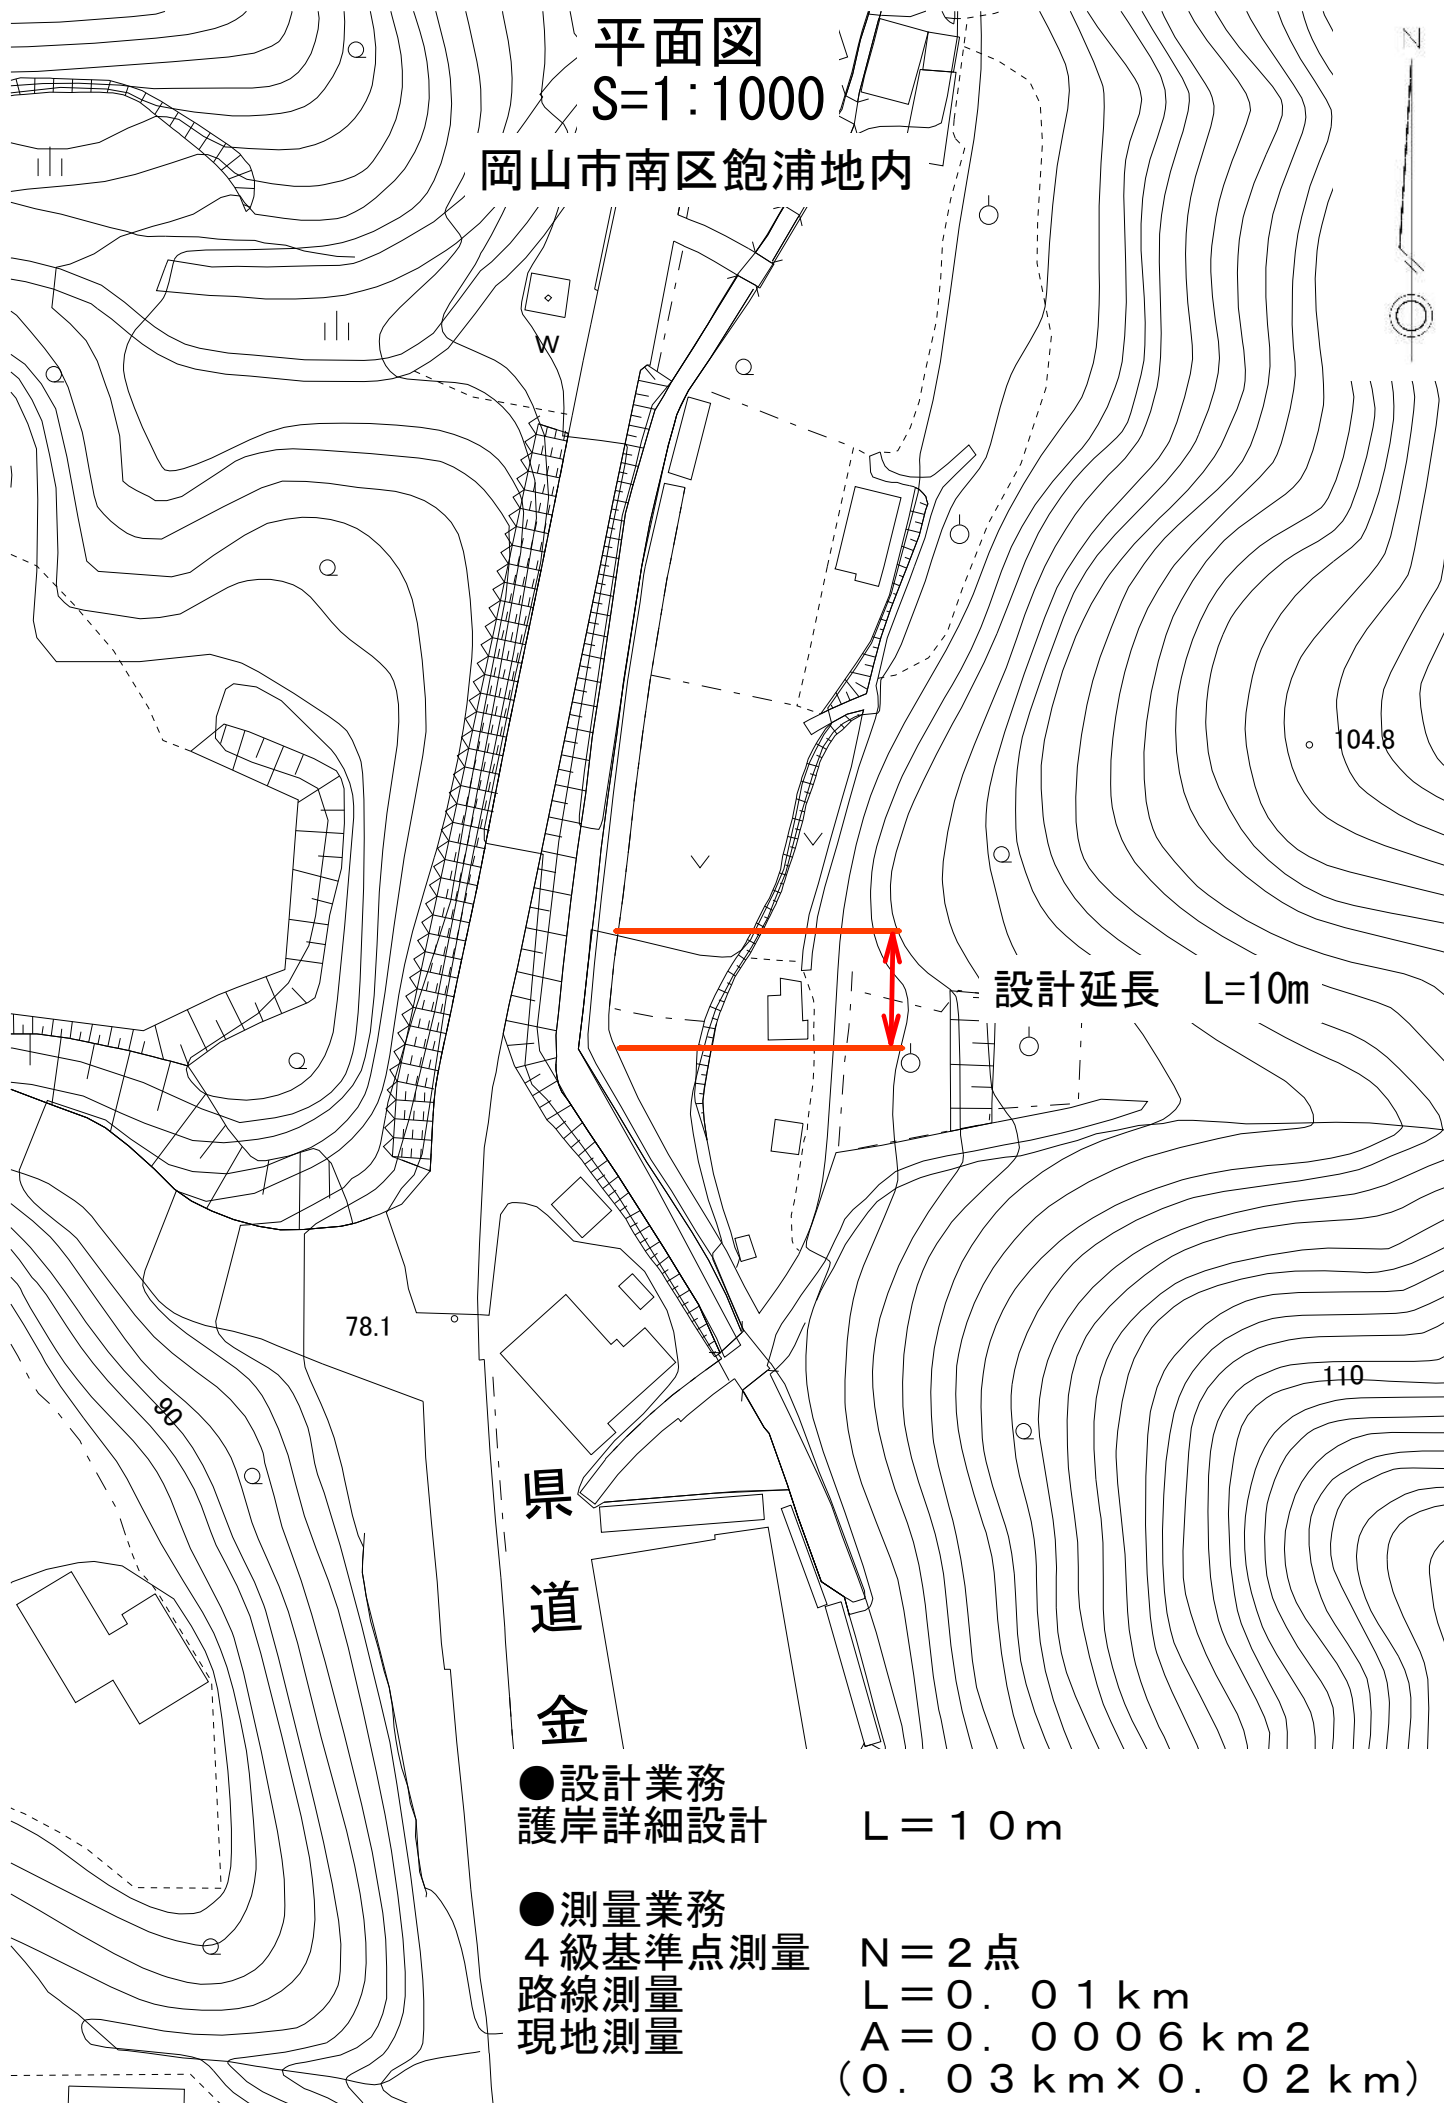 平面図
S=1:1000
岡山市南区飽浦地内
N
W
104.8
設計延長　L=10m
78.1
110
90
県道金
●設計業務
護岸詳細設計　　Ｌ＝１０ｍ
●測量業務
４級基準点測量　Ｎ＝２点
路線測量　　　　Ｌ＝０．０１ｋｍ
現地測量　　　　Ａ＝０．０００６ｋｍ２
（０．０３ｋｍ×０．０２ｋｍ）